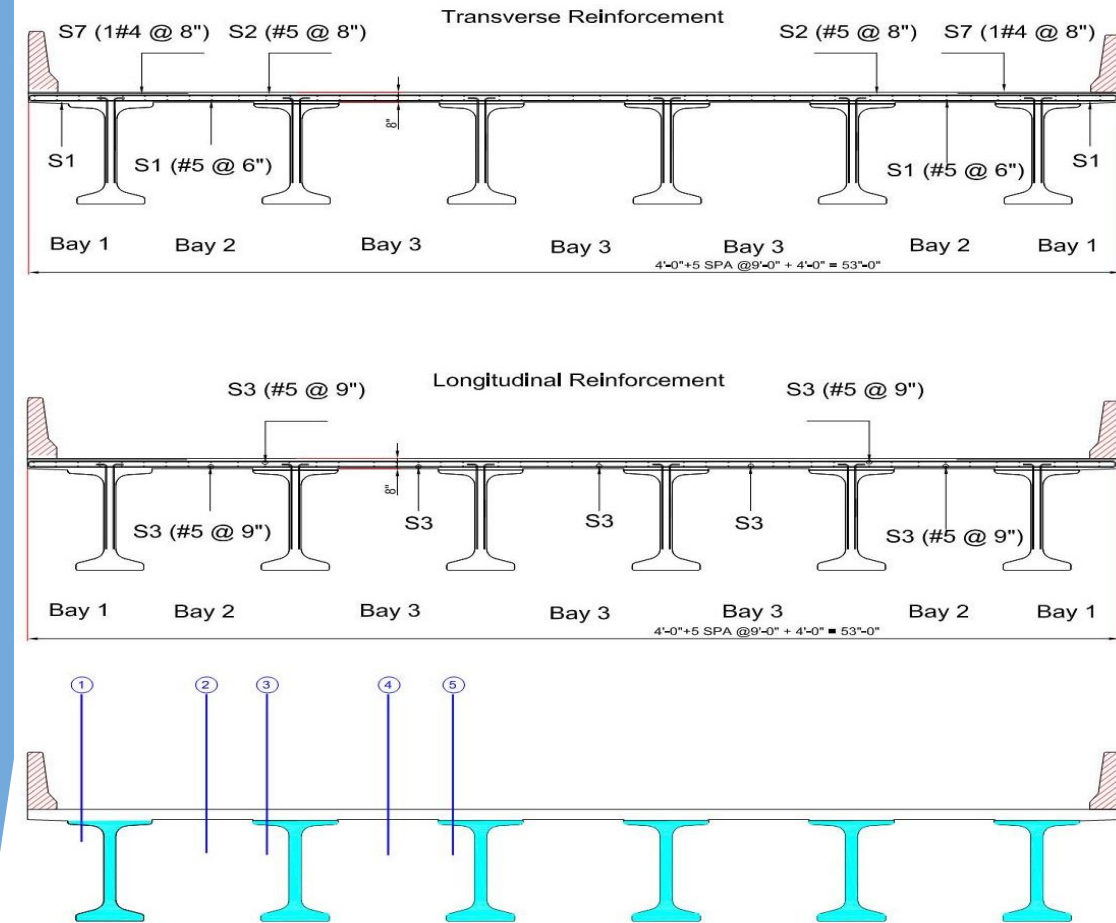 Transverse Reinforcement
S7 (1#4 @ 8") S2 (#5 @ 8") S2 (#5 @ 8") S7 (1#4 @ 8")
8"
S1 S1 (#5 @ 6") S1 (#5 @ 6") S1
Bay 1 Bay 2 Bay 3 Bay 3 Bay 3 Bay 2 Bay 1
4'-0"+5 SPA @9'-0" + 4'-0" = 53"-0"
Longitudinal Reinforcement
S3 (#5 @ 9") S3 (#5 @ 9")
8"
S3 (#5 @ 9") S3 S3 S3 S3 (#5 @ 9")
Bay 1 Bay 2 Bay 3 Bay 3 Bay 3 Bay 2 Bay 1
4'-0"+5 SPA @9'-0" + 4'-0" = 53"-0"
1 2 3 4 5